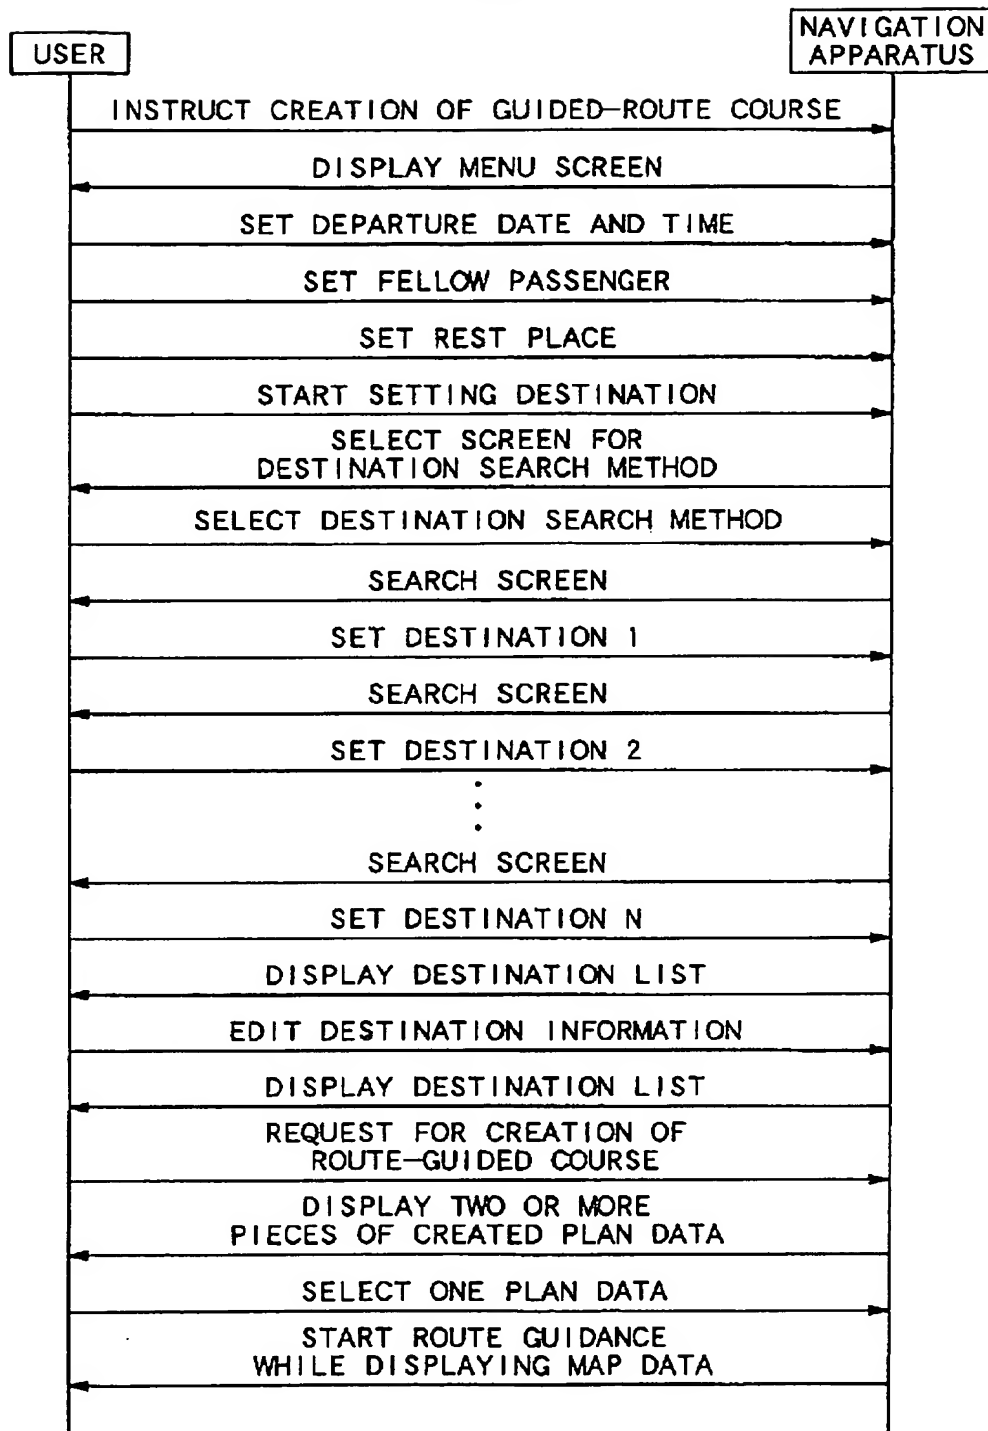 USER
NAVIGATION
APPARATUS
INSTRUCT CREATION OF GUIDED-ROUTE COURSE
DISPLAY MENU SCREEN
SET DEPARTURE DATE AND TIME
SET FELLOW PASSENGER
SET REST PLACE
START SETTING DESTINATION
SELECT SCREEN FOR
DESTINATION SEARCH METHOD
SELECT DESTINATION SEARCH METHOD
SEARCH SCREEN
SET DESTINATION 1
SEARCH SCREEN
SET DESTINATION 2
SEARCH SCREEN
SET DESTINATION N
DISPLAY DESTINATION LIST
EDIT DESTINATION INFORMATION
DISPLAY DESTINATION LIST
REQUEST FOR CREATION OF
ROUTE-GUIDED COURSE
DISPLAY TWO OR MORE
PIECES OF CREATED PLAN DATA
SELECT ONE PLAN DATA
START ROUTE GUIDANCE
WHILE DISPLAYING MAP DATA